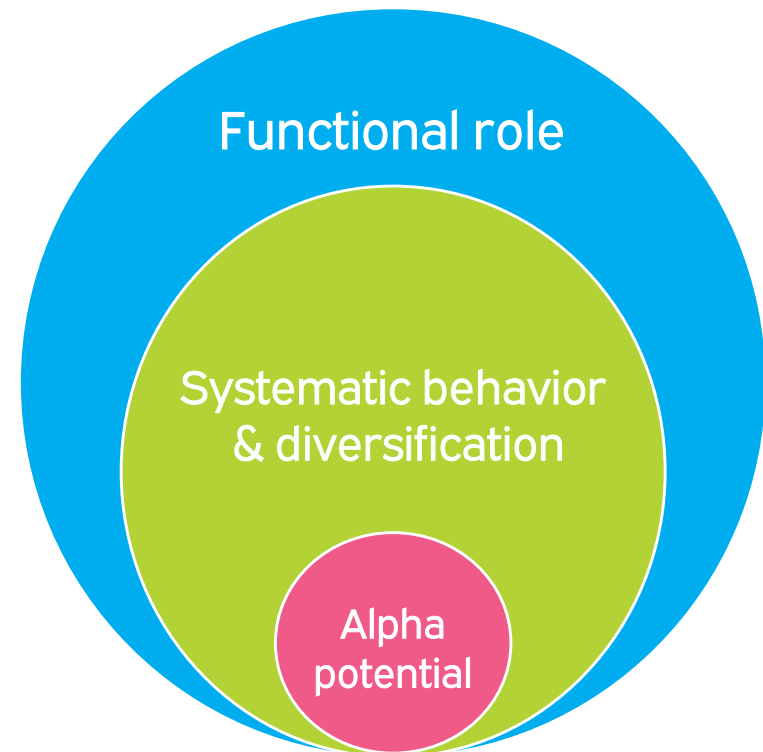 Functional role
Systematic behavior
& diversification
Alpha
potential